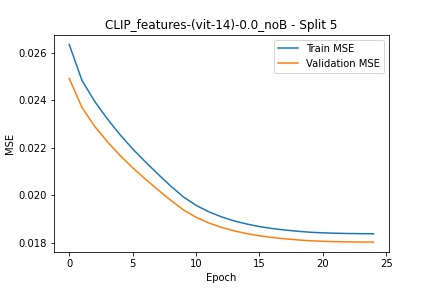 CLIP_features-(vit-14)-0.0_noB - Split 5
Train MSE
Validation MSE
MSE
0.026
0.024
0.022
0.020
0.018
0 5 10 15 20 25
Epoch